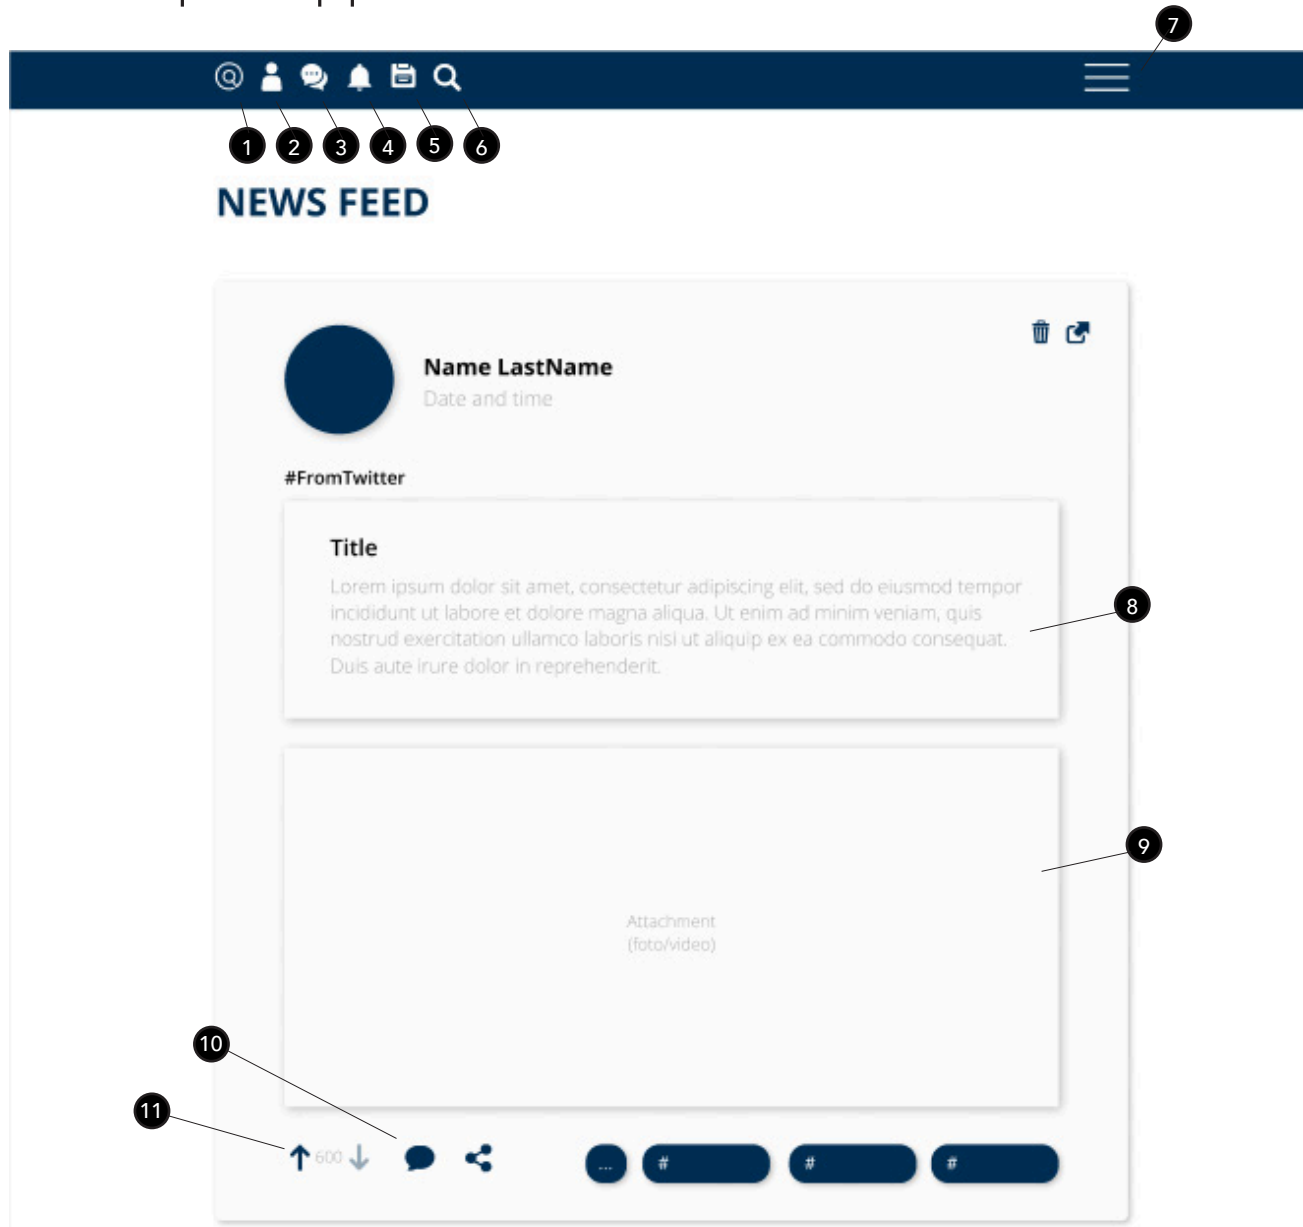 7
1 2 3 4 5 6
NEWS FEED
Name LastName
Date and time
#FromTwitter
Title
Lorem ipsum dolor sit amet, consectetur adipiscing elit, sed do eiusmod tempor
incididunt ut labore et dolore magna aliqua. Ut enim ad minim veniam, quis
nostrud exercitation ullamco laboris nisi ut aliquip ex ea commodo consequat.
Duis aute irure dolor in reprehenderit.
8
9
Attachment
(foto/video)
10
11
600
... # # #